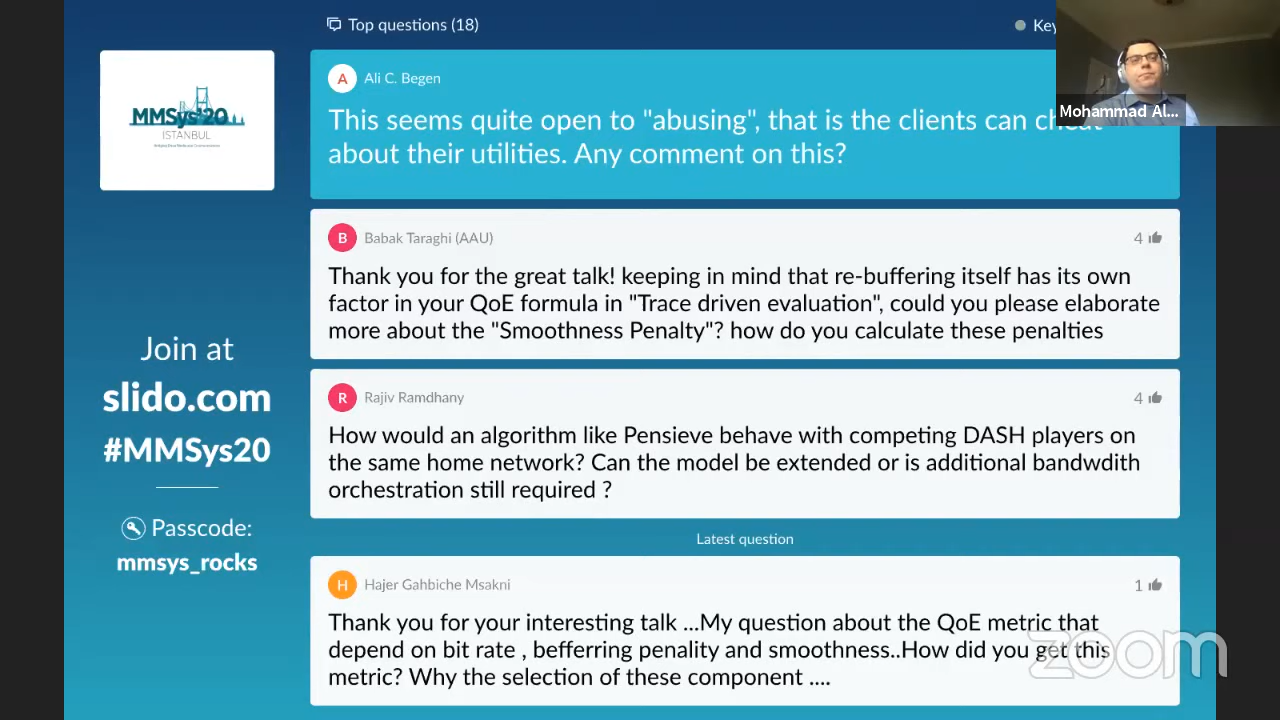 Top questions (18)
Key
Mohammad Al...
MMSys'20
ISTANBUL
A
Ali C. Begen
This seems quite open to "abusing", that is the clients can cheat
about their utilities. Any comment on this?
B
Babak Taraghi (AAU)
4
Thank you for the great talk! keeping in mind that re-buffering itself has its own
factor in your QoE formula in "Trace driven evaluation", could you please elaborate
more about the "Smoothness Penalty"? how do you calculate these penalties
R
Rajiv Ramdhany
4
How would an algorithm like Pensieve behave with competing DASH players on
the same home network? Can the model be extended or is additional bandwdith
orchestration still required ?
Join at
slido.com
#MMSys20
Passcode:
mmsys_rocks
Latest question
H
Hajer Gahbiche Msakni
1
Thank you for your interesting talk ...My question about the QoE metric that
depend on bit rate , befferring penality and smoothness..How did you get this
metric? Why the selection of these component ....
zoom